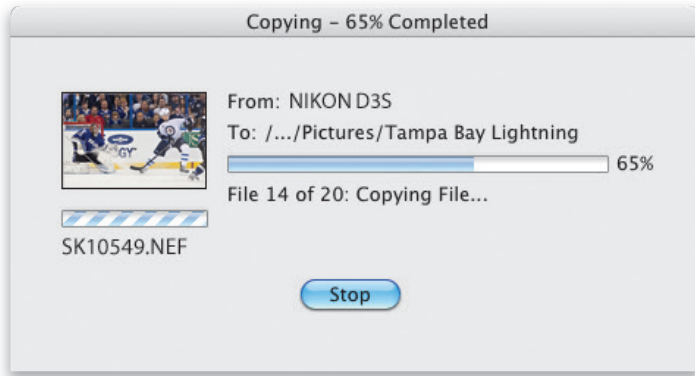 Copying – 65% Completed
From: NIKON D3S
To: /.../Pictures/Tampa Bay Lightning
65%
File 14 of 20: Copying File...
SK10549.NEF
Stop